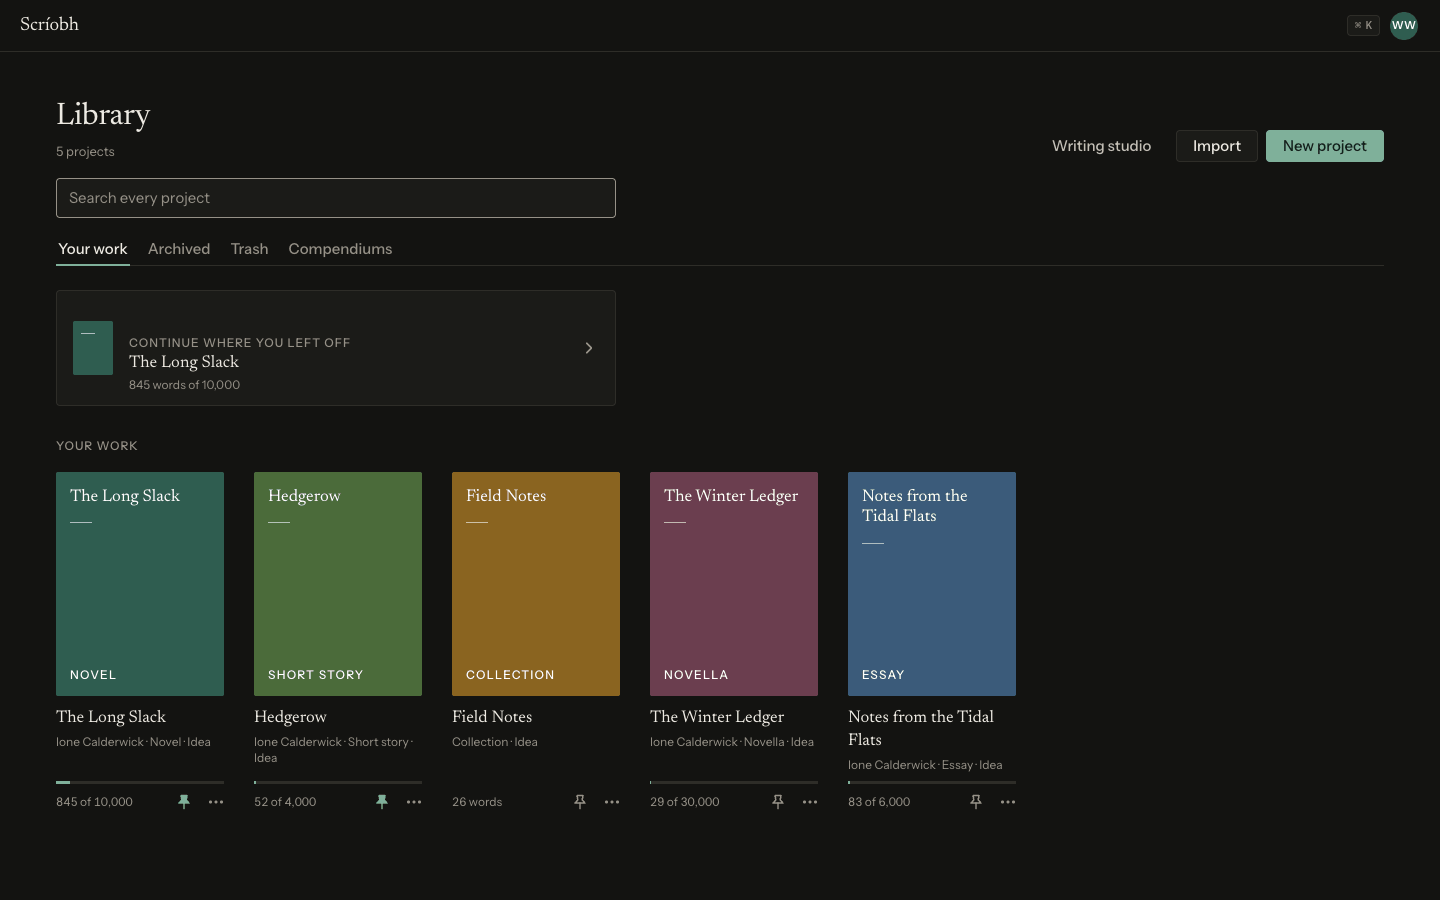 Scríobh
⌘ K
WW
Library
5 projects
Writing studio
Import
New project
Search every project
Your work
Archived
Trash
Compendiums
CONTINUE WHERE YOU LEFT OFF
The Long Slack
845 words of 10,000
YOUR WORK
The Long Slack
NOVEL
The Long Slack
Ione Calderwick · Novel · Idea
845 of 10,000
Hedgerow
SHORT STORY
Hedgerow
Ione Calderwick · Short story ·
Idea
52 of 4,000
Field Notes
COLLECTION
Field Notes
Collection · Idea
26 words
The Winter Ledger
NOVELLA
The Winter Ledger
Ione Calderwick · Novella · Idea
29 of 30,000
Notes from the
Tidal Flats
ESSAY
Notes from the Tidal
Flats
Ione Calderwick · Essay · Idea
83 of 6,000